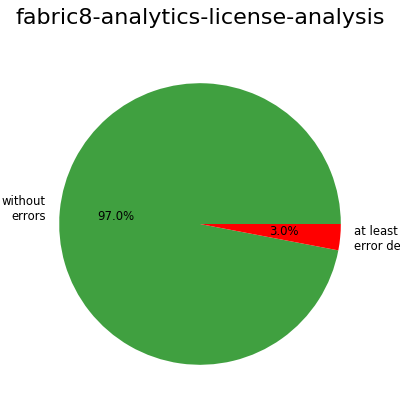 fabric8-analytics-license-analysis
without
errors
97.0%
3.0%
at least
error de